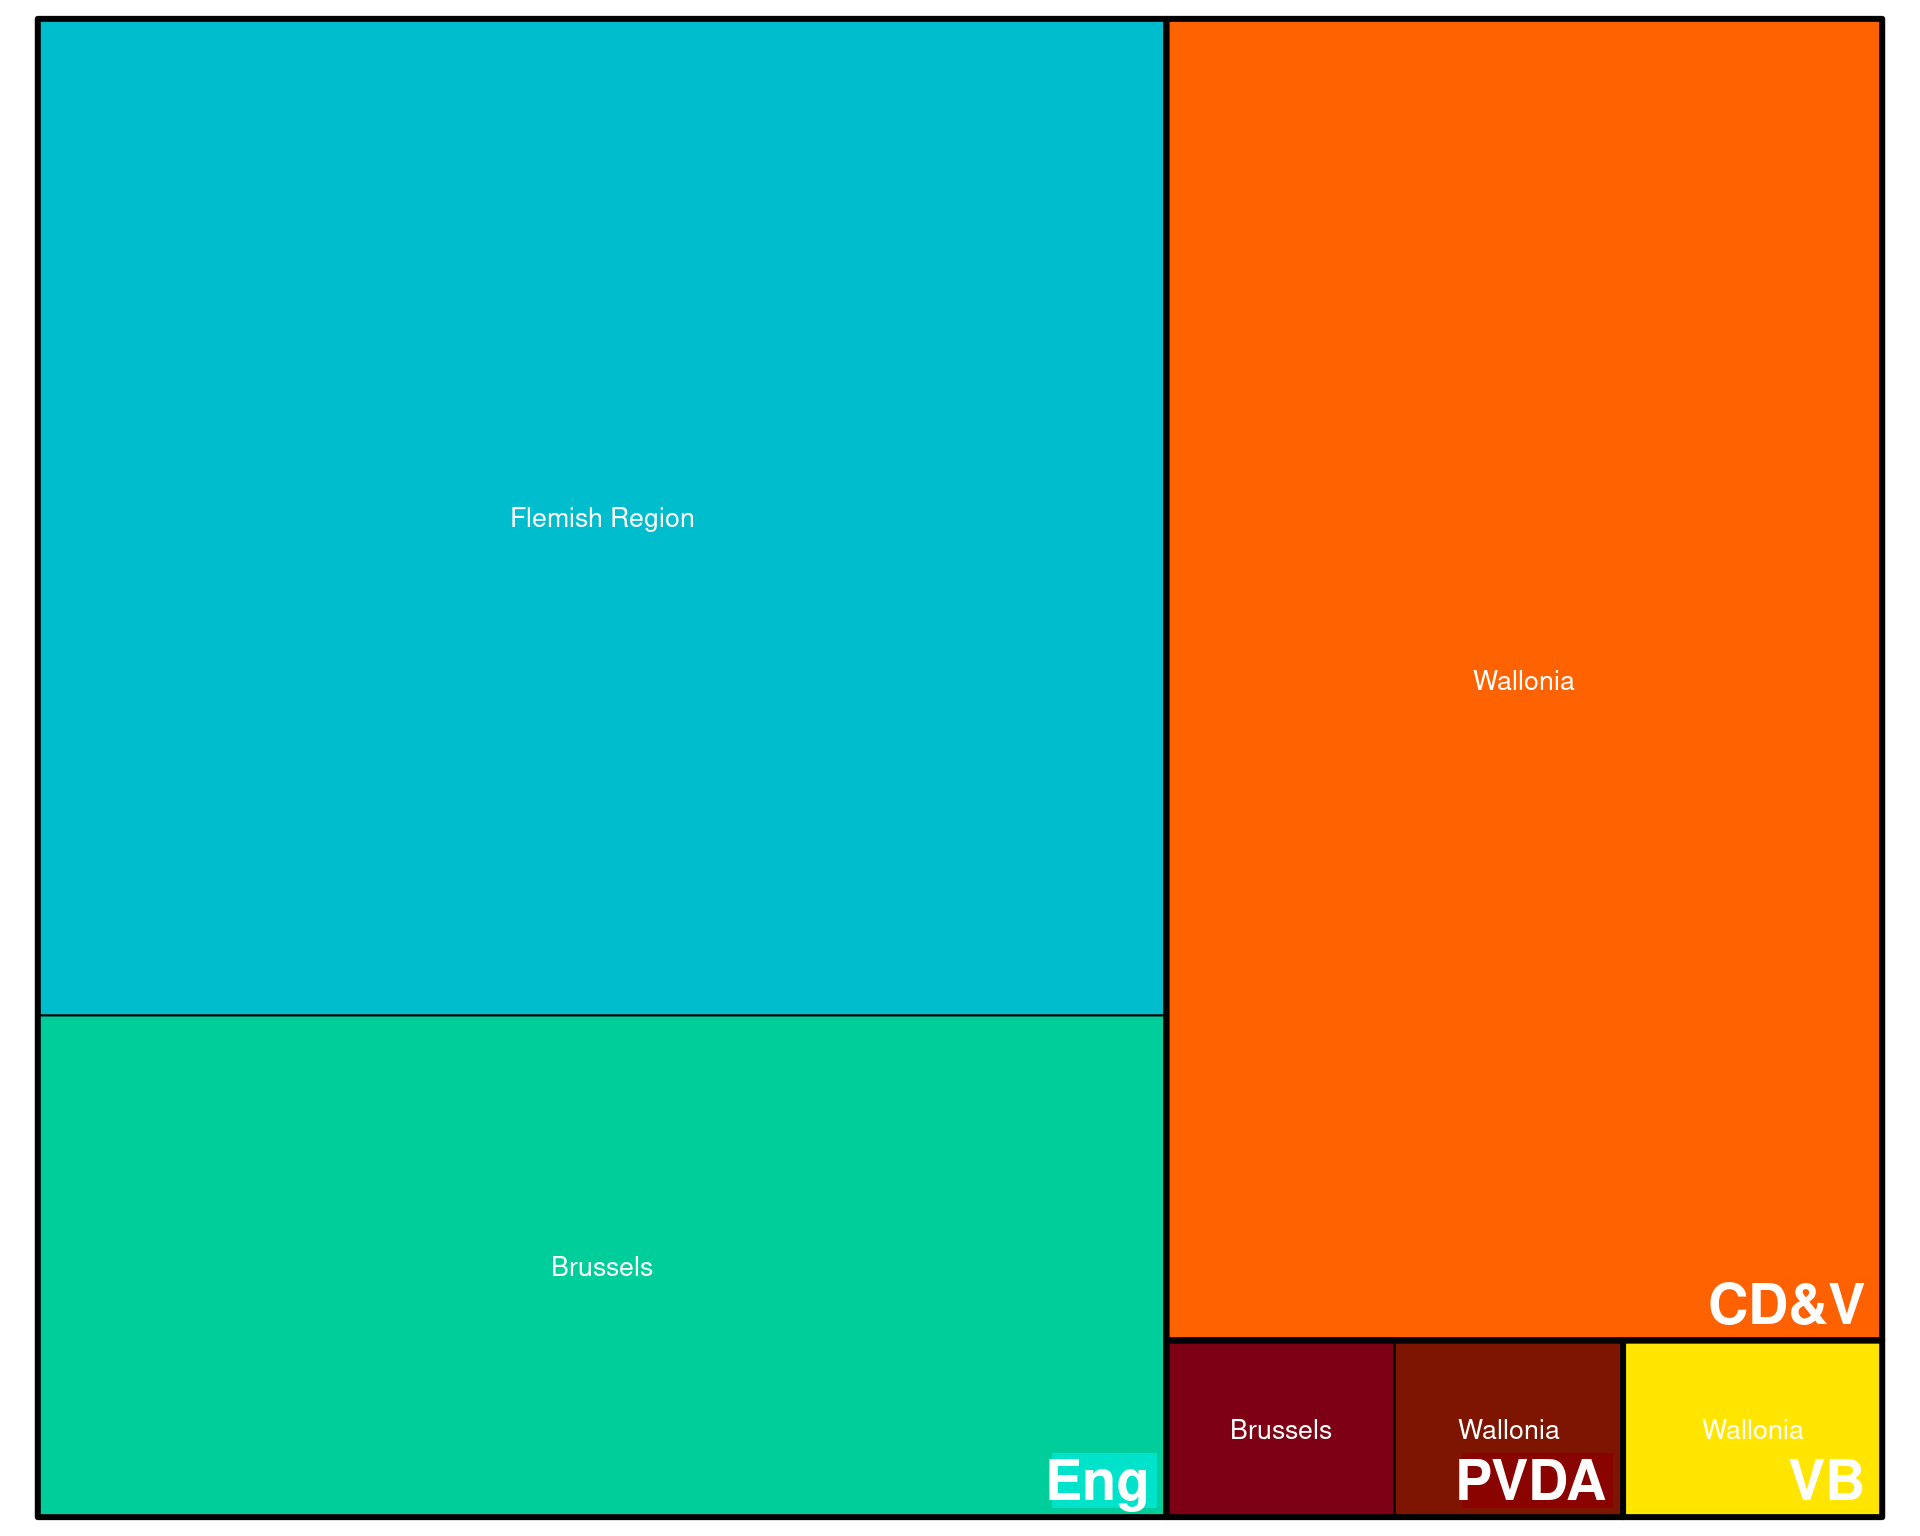 Flemish Region
Brussels
Eng
Wallonia
CD&V
Brussels
Wallonia
PVDA
Wallonia
VB